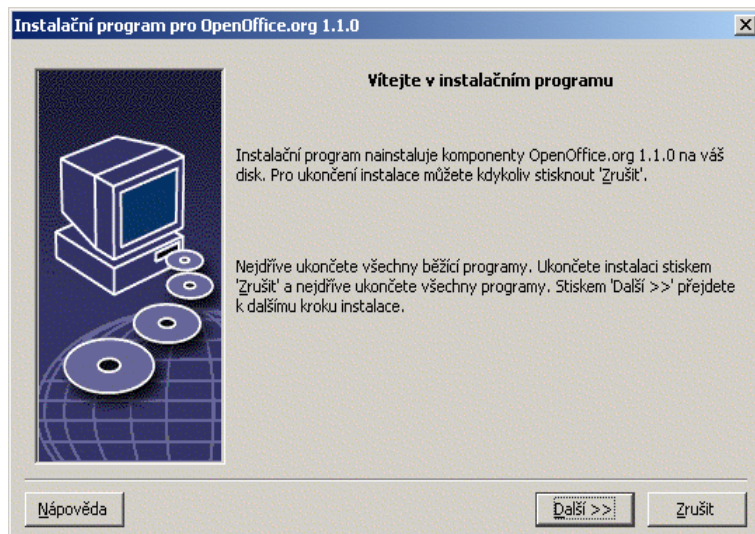 Instalační program pro OpenOffice.org 1.1.0
Vítejte v instalačním programu
Instalační program nainstaluje komponenty OpenOffice.org 1.1.0 na váš
disk. Pro ukončení instalace můžete kdykoliv stisknout 'Zrušit'.
Nejdříve ukončete všechny běžící programy. Ukončete instalaci stiskem
'Zrušit' a nejdříve ukončete všechny programy. Stiskem 'Další >>' přejdete
k dalšímu kroku instalace.
Nápověda
Další >>
Zrušit